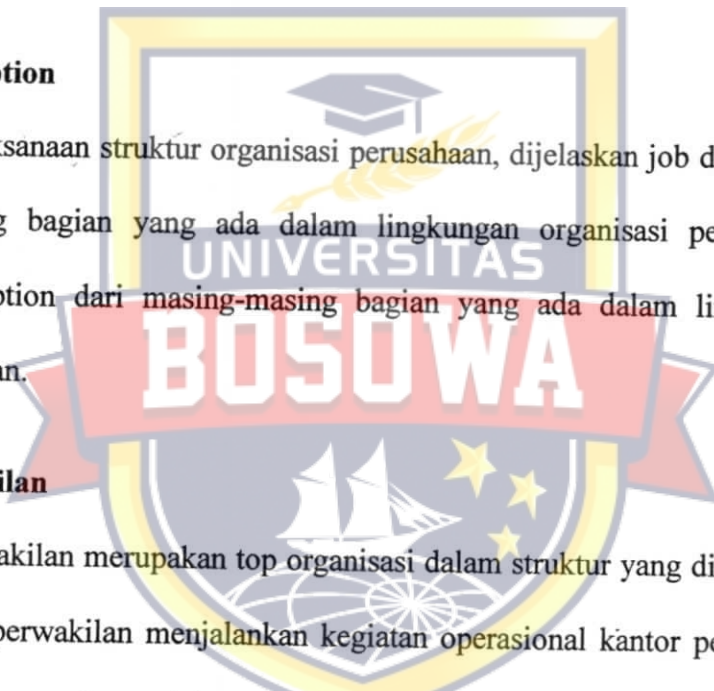 ption
ksanaan struktur organisasi perusahaan, dijelaskan job d
g bagian yang ada dalam lingkungan organisasi pe
UNIVERSITAS
ption dari masing-masing bagian yang ada dalam li
BOSOWA
an.
ilan
akilan merupakan top organisasi dalam struktur yang di
perwakilan menjalankan kegiatan operasional kantor pe